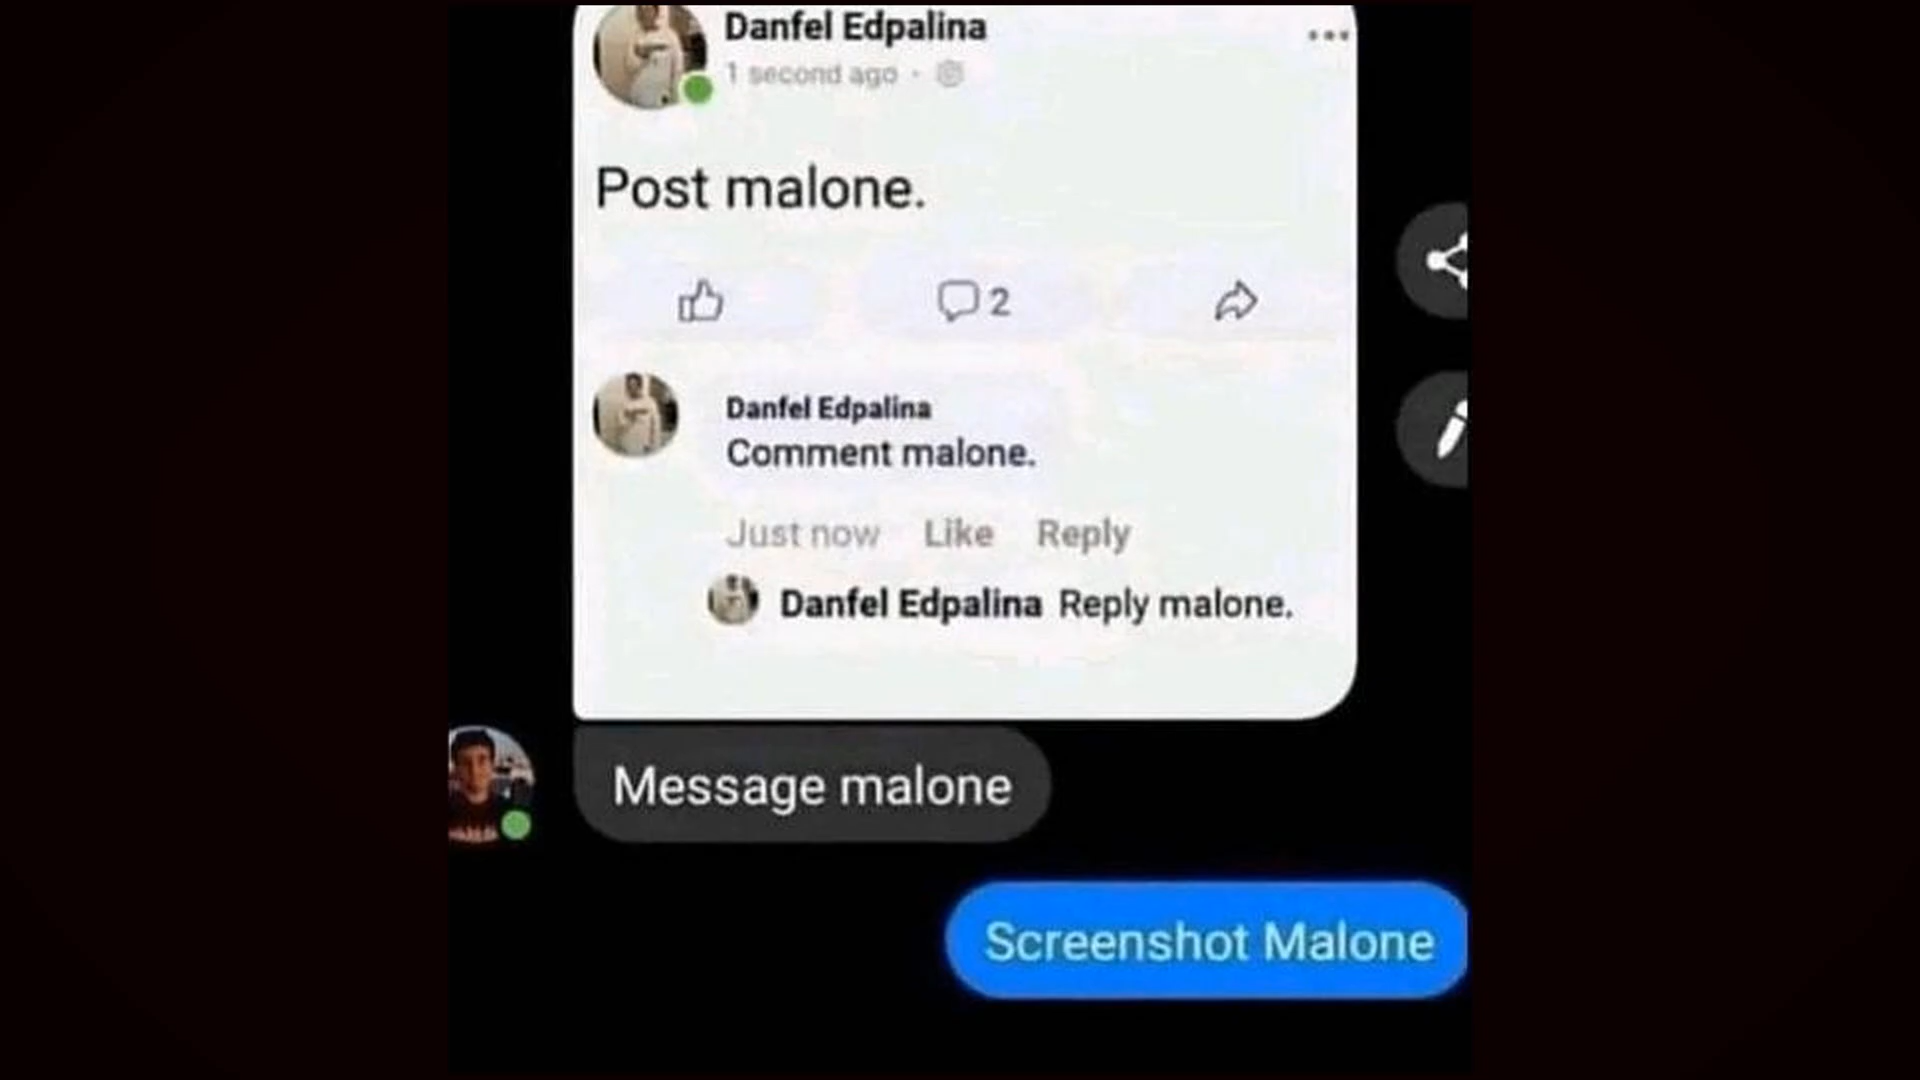 Danfel Edpalina
1 second ago ·
Post malone.
2
Danfel Edpalina
Comment malone.
Just now Like Reply
Danfel Edpalina Reply malone.
Message malone
Screenshot Malone